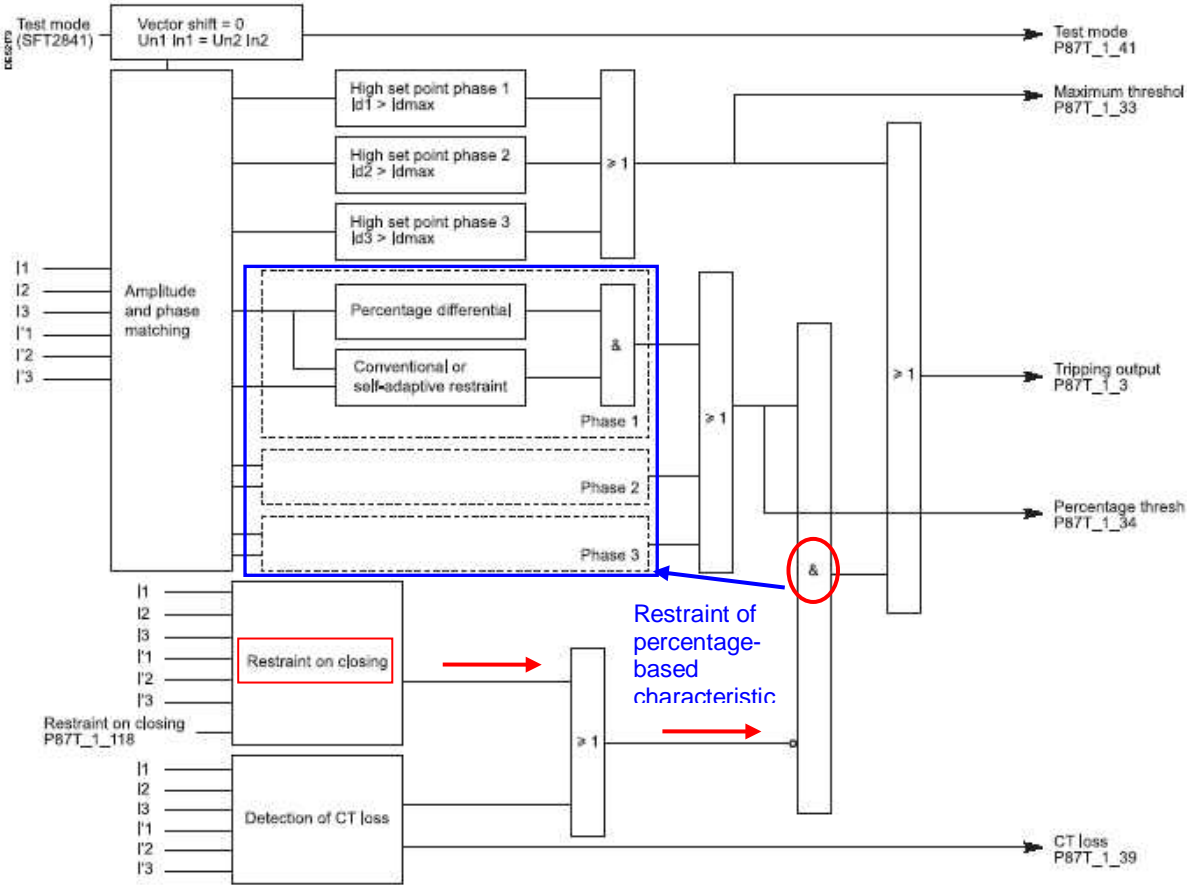 Test mode
(SFT2841)
DE52179
Vector shift = 0
Un1 In1 = Un2 In2
Test mode
P87T_1_41
High set point phase 1
Id1 > Idmax
High set point phase 2
Id2 > Idmax
High set point phase 3
Id3 > Idmax
≥ 1
Maximum threshol
P87T_1_33
I1
I2
I3
I'1
I'2
I'3
Amplitude
and phase
matching
Percentage differential
Conventional or
self-adaptive restraint
&
Phase 1
Phase 2
Phase 3
≥ 1
≥ 1
Tripping output
P87T_1_3
Percentage thresh
P87T_1_34
&
I1
I2
I3
I'1
I'2
I'3
Restraint on closing
Restraint on closing
P87T_1_118
Restraint of
percentage-
based
characteristic
≥ 1
I1
I2
I3
I'1
I'2
I'3
Detection of CT loss
CT loss
P87T_1_39